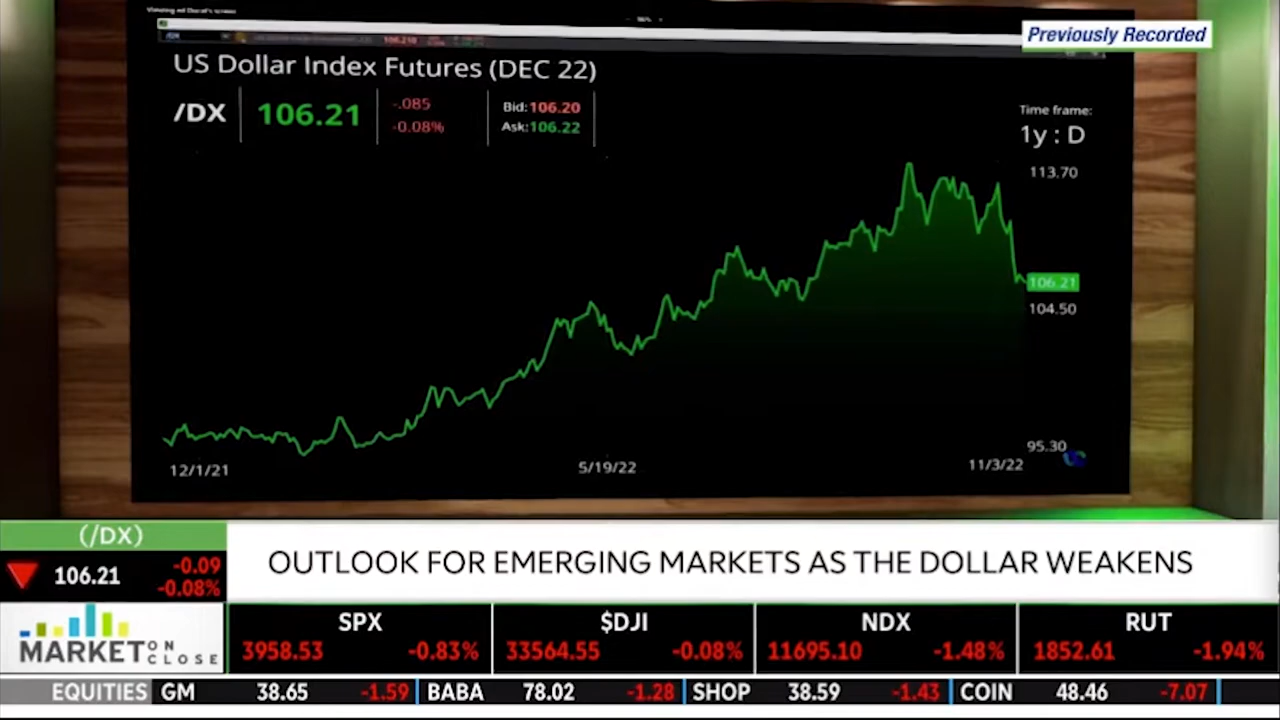 Previously Recorded
US Dollar Index Futures (DEC 22)
/DX
106.21
-.085
-0.08%
Bid:106.20
Ask:106.22
Time frame:
1y : D
113.70
106.21
104.50
95.30
12/1/21
5/19/22
11/3/22
(/DX)
106.21
-0.09
-0.08%
OUTLOOK FOR EMERGING MARKETS AS THE DOLLAR WEAKENS
MARKET ON CLOSE
SPX
3958.53 -0.83%
$DJI
33564.55 -0.08%
NDX
11695.10 -1.48%
RUT
1852.61 -1.94%
EQUITIES GM 38.65 -1.59 BABA 78.02 -1.28 SHOP 38.59 -1.43 COIN 48.46 -7.07